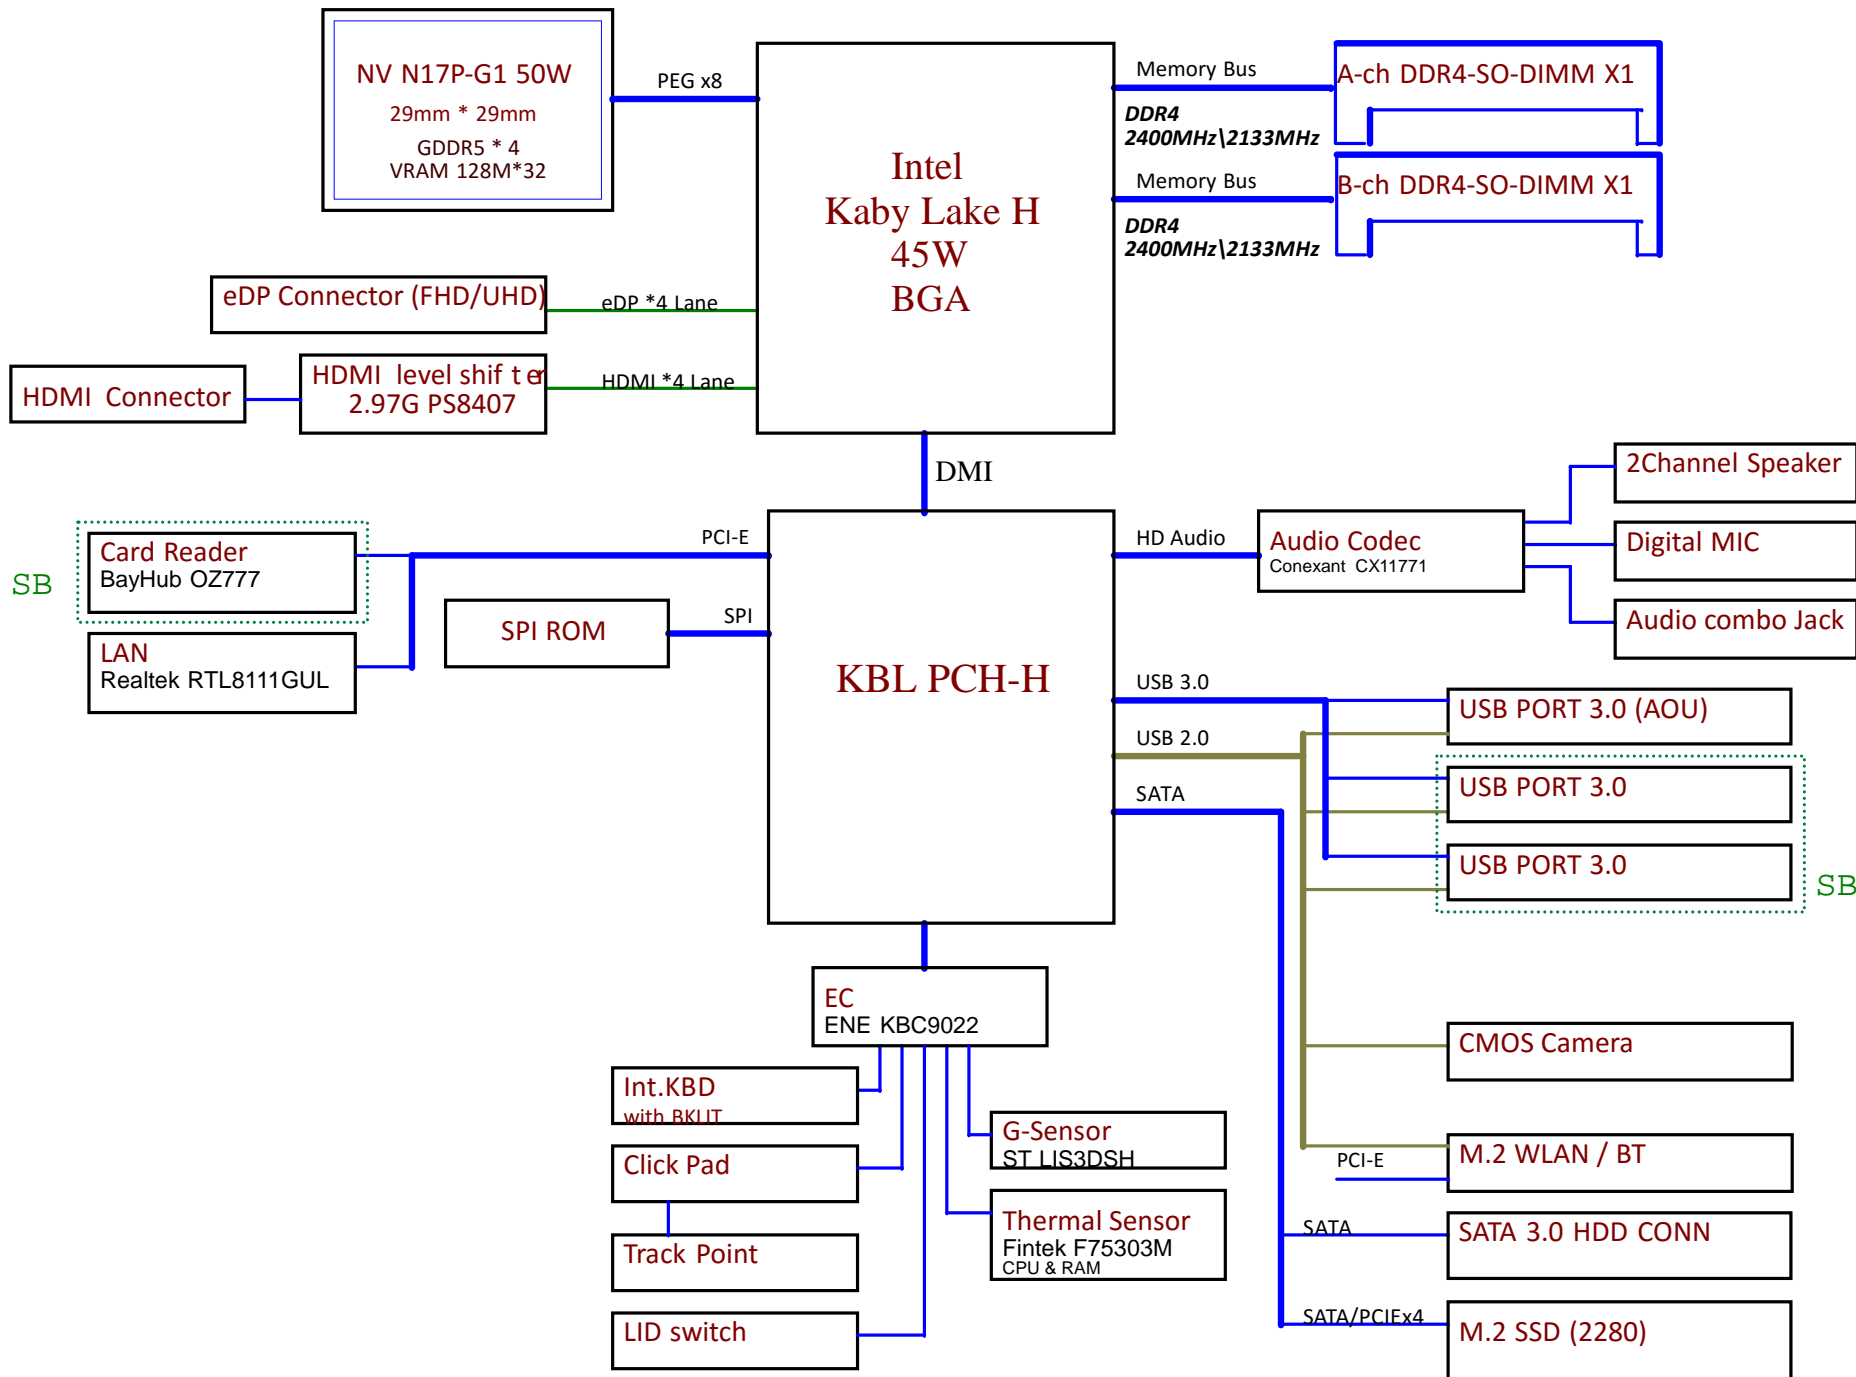 NV N17P-G1 50W
29mm * 29mm
GDDR5 * 4
VRAM 128M*32
PEG x8
Intel
Kaby Lake H
45W
BGA
Memory Bus
DDR4
2400MHz\2133MHz
A-ch DDR4-SO-DIMM X1
Memory Bus
DDR4
2400MHz\2133MHz
B-ch DDR4-SO-DIMM X1
eDP Connector (FHD/UHD)
eDP *4 Lane
HDMI Connector
HDMI level shifter
2.97G PS8407
HDMI *4 Lane
DMI
SB
Card Reader
BayHub OZ777
PCI-E
LAN
Realtek RTL8111GUL
SPI ROM
SPI
KBL PCH-H
HD Audio
Audio Codec
Conexant CX11771
2Channel Speaker
Digital MIC
Audio combo Jack
USB 3.0
USB 2.0
SATA
USB PORT 3.0 (AOU)
USB PORT 3.0
USB PORT 3.0
SB
EC
ENE KBC9022
Int.KBD
with BKLIT
Click Pad
Track Point
LID switch
G-Sensor
ST LIS3DSH
Thermal Sensor
Fintek F75303M
CPU & RAM
CMOS Camera
PCI-E
M.2 WLAN / BT
SATA
SATA 3.0 HDD CONN
SATA/PCIEx4
M.2 SSD (2280)